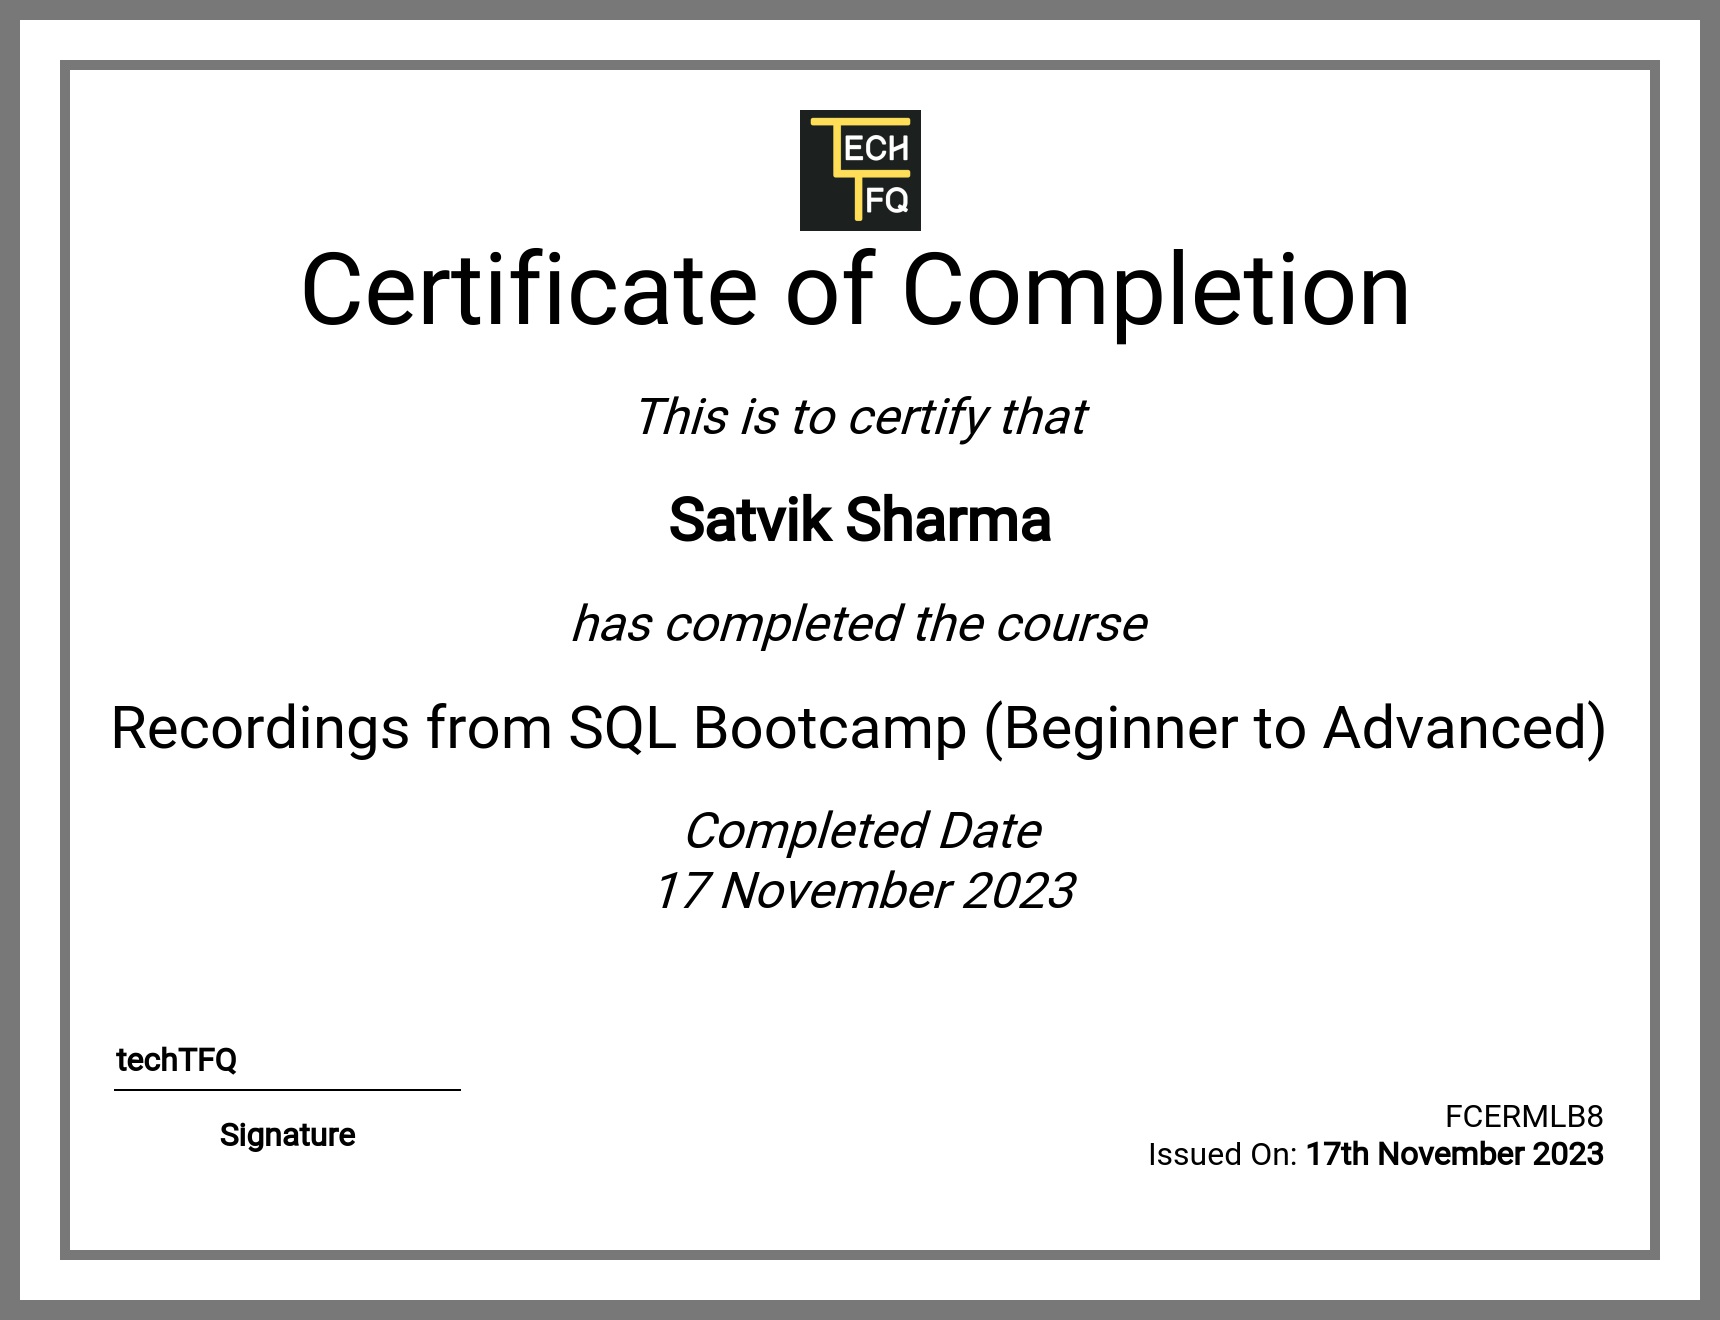 TECH
TFQ
Certificate of Completion
This is to certify that
Satvik Sharma
has completed the course
Recordings from SQL Bootcamp (Beginner to Advanced)
Completed Date
17 November 2023
techTFQ
Signature
FCERMLB8
Issued On: 17th November 2023